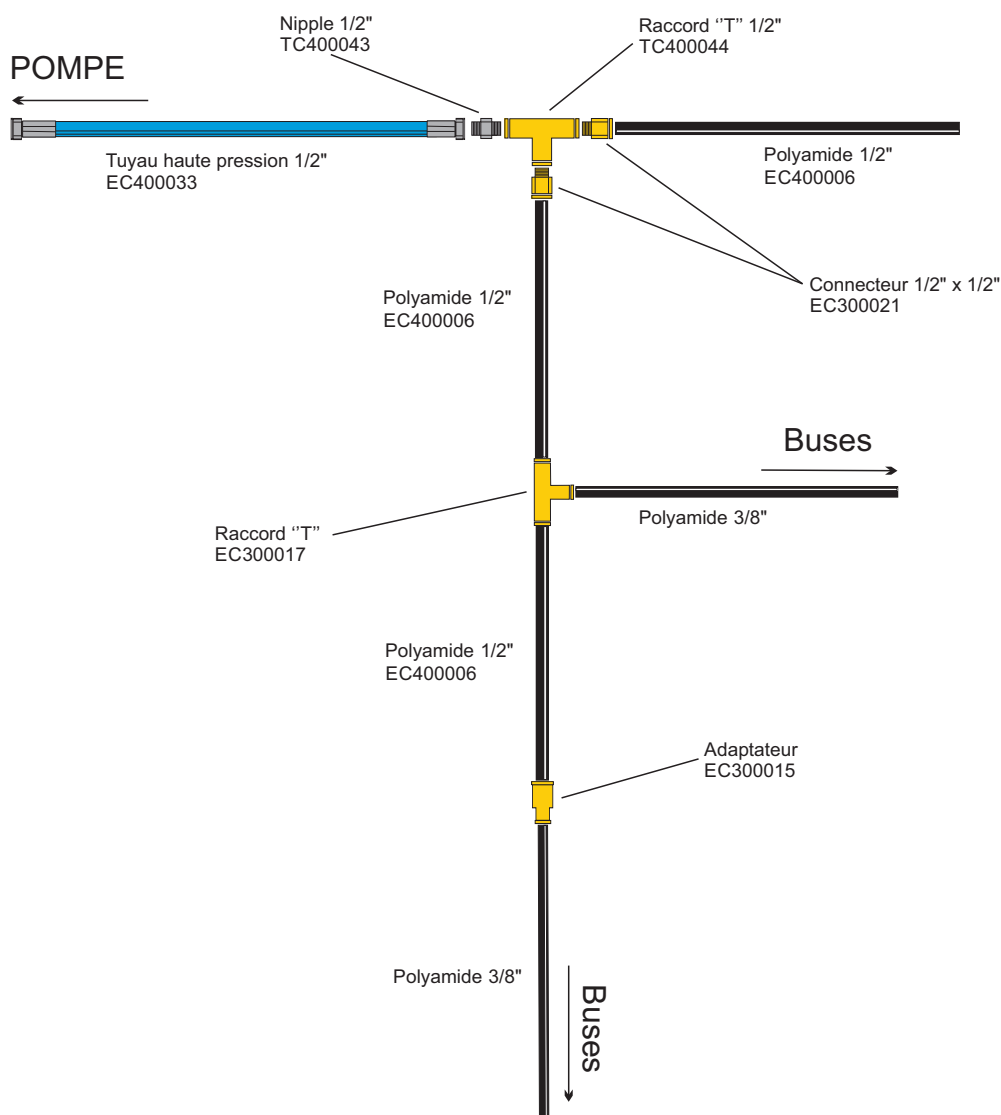 Nipple 1/2"
TC400043
Raccord ‘’T’’ 1/2"
TC400044
POMPE
Tuyau haute pression 1/2"
EC400033
Polyamide 1/2"
EC400006
Connecteur 1/2" x 1/2"
EC300021
Polyamide 1/2"
EC400006
Buses
Polyamide 3/8"
Raccord ‘’T’’
EC300017
Polyamide 1/2"
EC400006
Adaptateur
EC300015
Polyamide 3/8"
Buses